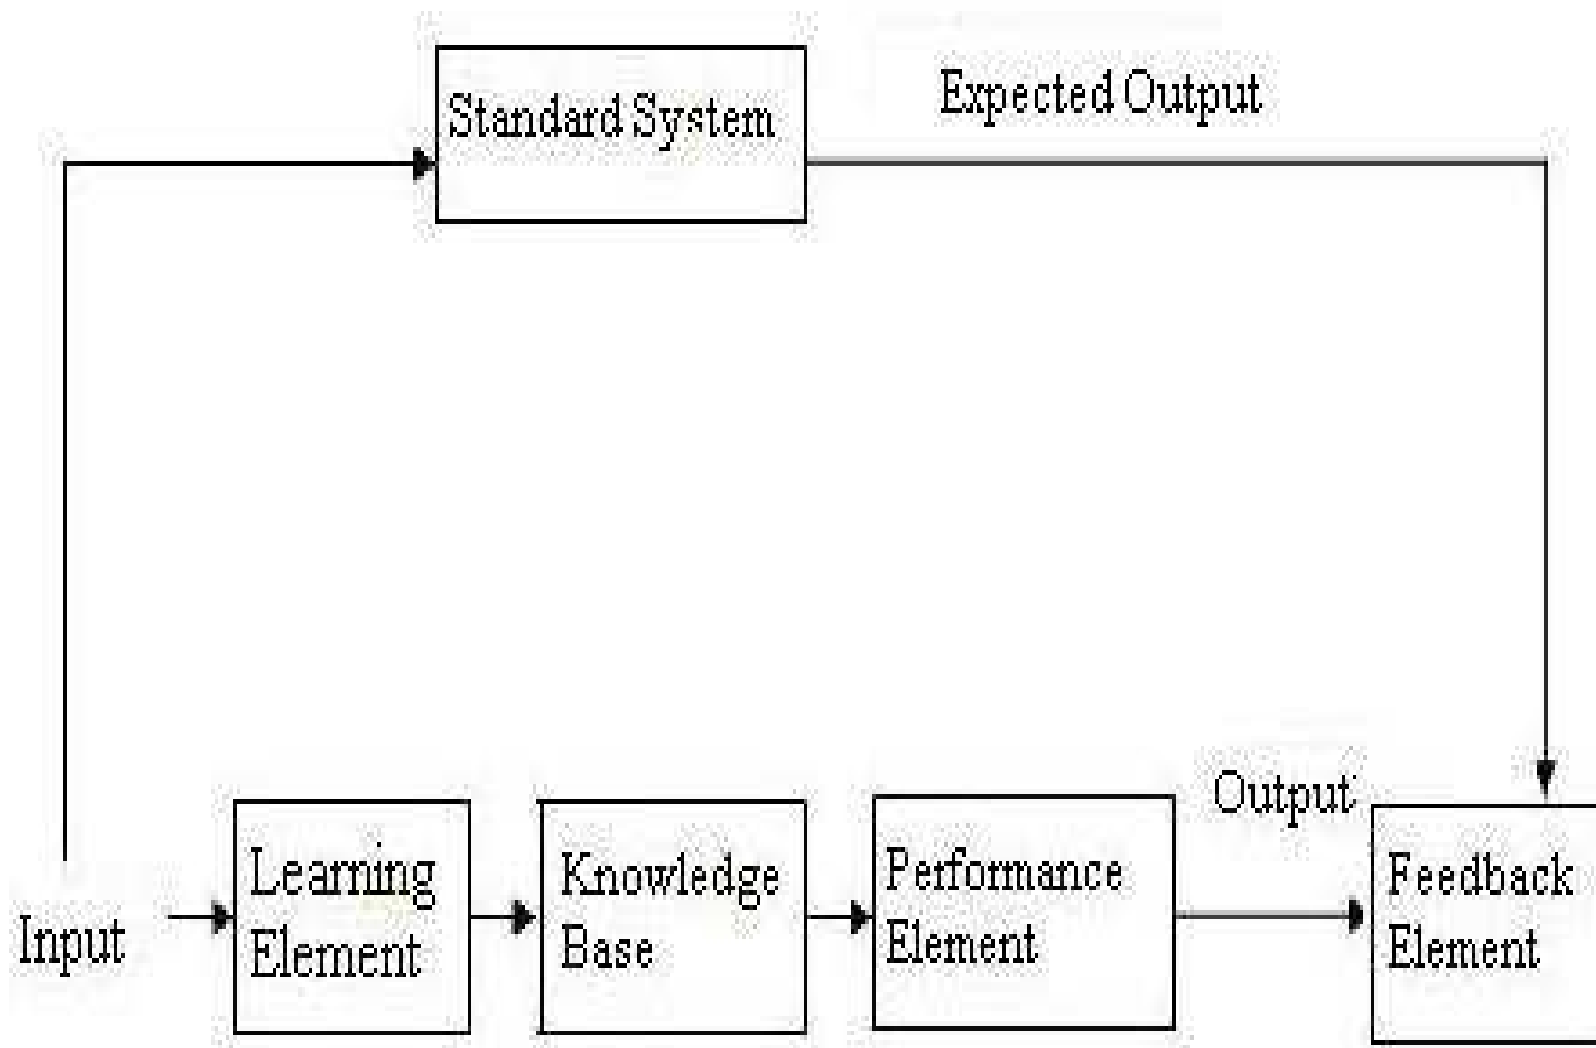 Standard System
Expected Output
Input
Learning
Element
Knowledge
Base
Performance
Element
Output
Feedback
Element